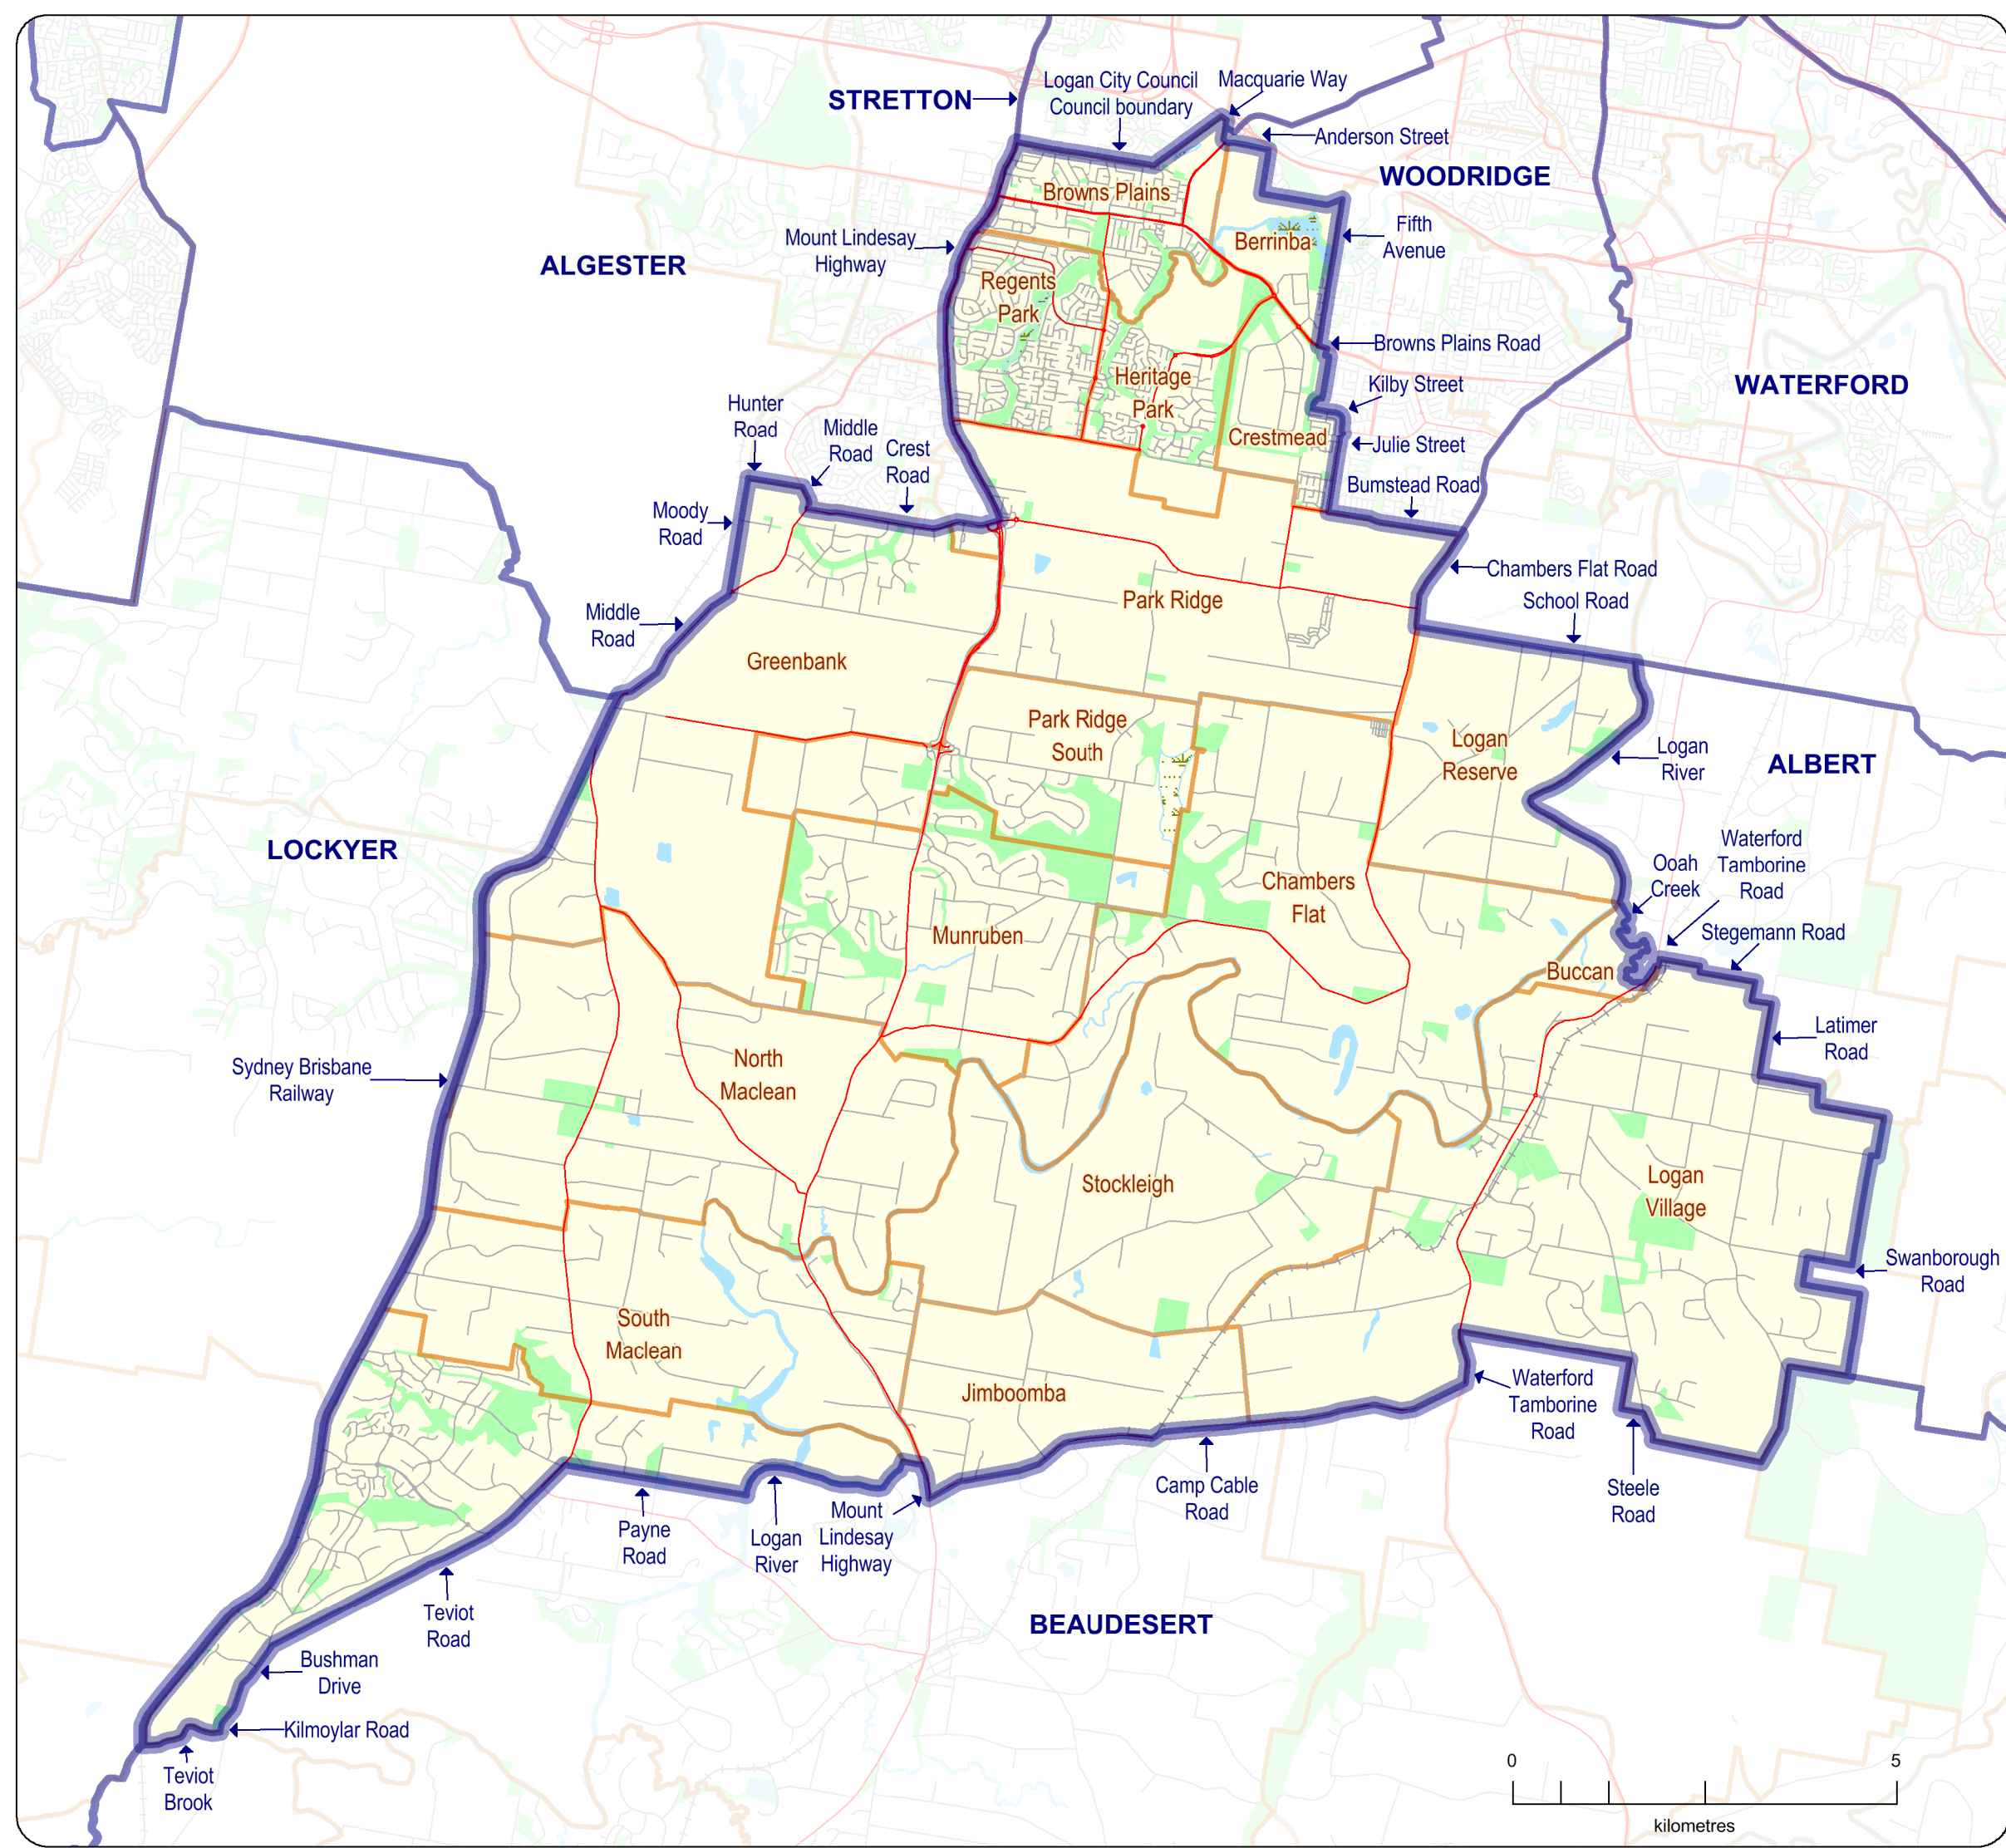 STRETTON
Logan City Council
Council boundary
Macquarie Way
Anderson Street
WOODRIDGE
Browns Plains
Fifth
Avenue
Berrinba
Mount Lindesay
Highway
ALGESTER
Regents
Park
Browns Plains Road
Heritage
Park
Kilby Street
WATERFORD
Hunter
Road
Middle
Road
Crest
Road
Crestmead
Julie Street
Bumstead Road
Moody
Road
Chambers Flat Road
School Road
Middle
Road
Park Ridge
Greenbank
Park Ridge
South
Logan
Reserve
Logan
River
ALBERT
LOCKYER
Waterford
Tamborine
Road
Ooah
Creek
Chambers
Flat
Munruben
Stegemann Road
Buccan
Latimer
Road
Sydney Brisbane
Railway
North
Maclean
Stockleigh
Logan
Village
Swanborough
Road
South
Maclean
Jimboomba
Waterford
Tamborine
Road
Camp Cable
Road
Steele
Road
Payne
Road
Logan
River
Mount
Lindesay
Highway
Teviot
Road
BEAUDESERT
Bushman
Drive
Kilmoylar Road
Teviot
Brook
0 5
kilometres